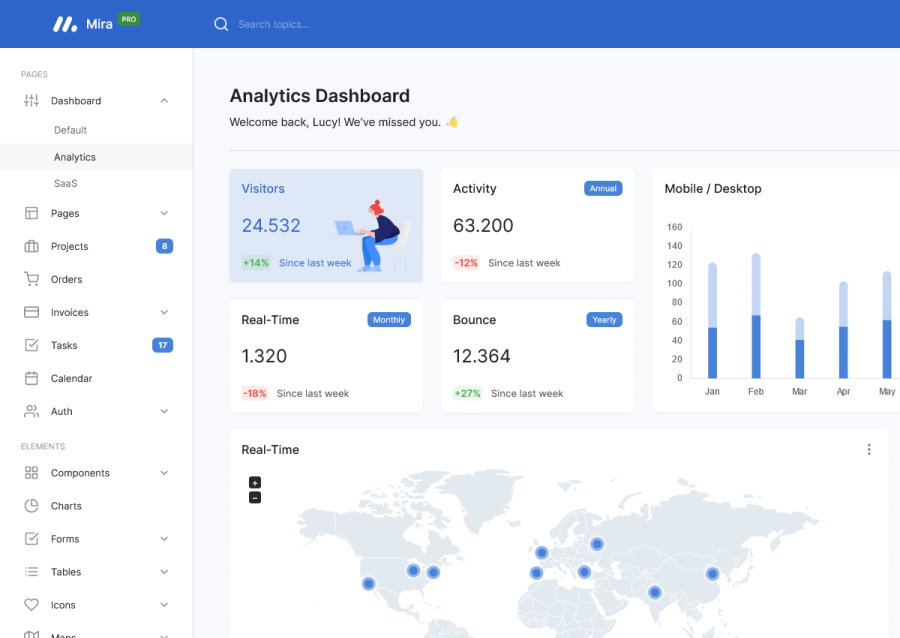 Mira PRO
Search topics...
PAGES
Dashboard
Default
Analytics
SaaS
Pages
Projects 8
Orders
Invoices
Tasks 17
Calendar
Auth
ELEMENTS
Components
Charts
Forms
Tables
Icons
Maps
Analytics Dashboard
Welcome back, Lucy! We've missed you.
Visitors
24.532
+14% Since last week
Activity Annual
63.200
-12% Since last week
Real-Time Monthly
1.320
-18% Since last week
Bounce Yearly
12.364
+27% Since last week
Mobile / Desktop
160
140
120
100
80
60
40
20
0
Jan Feb Mar Apr May
Real-Time
+
−